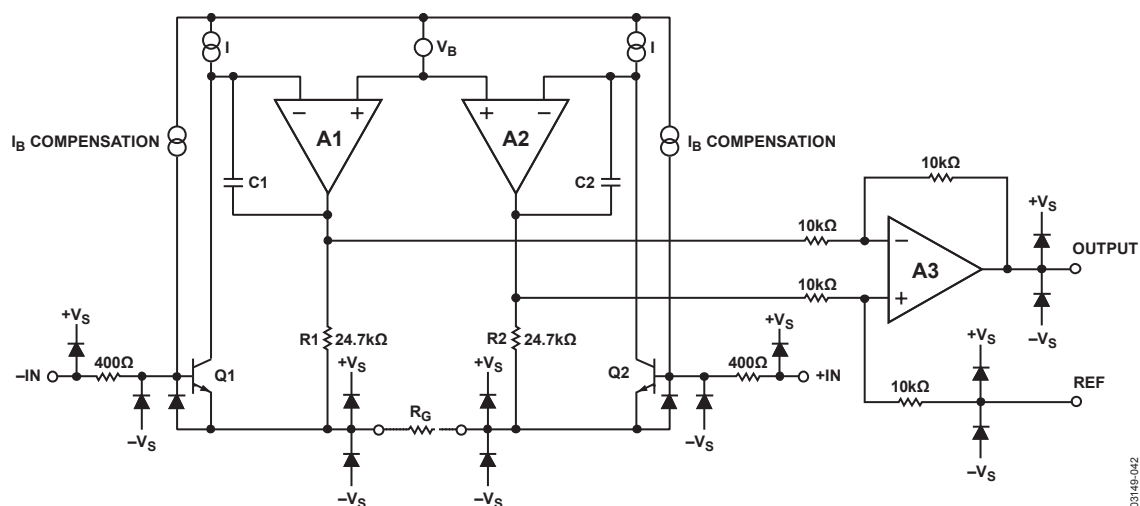 I
V_B
I
− +
+ −
I_B COMPENSATION
A1
A2
I_B COMPENSATION
C1
C2
10kΩ
10kΩ
−
+V_S
OUTPUT
A3
10kΩ
+
−V_S
+V_S
R1 24.7kΩ
R2 24.7kΩ
+V_S
−IN
400Ω
Q1
+V_S
+V_S
Q2
400Ω
+IN
+V_S
10kΩ
REF
−V_S
R_G
−V_S
−V_S
−V_S
−V_S
03149-042